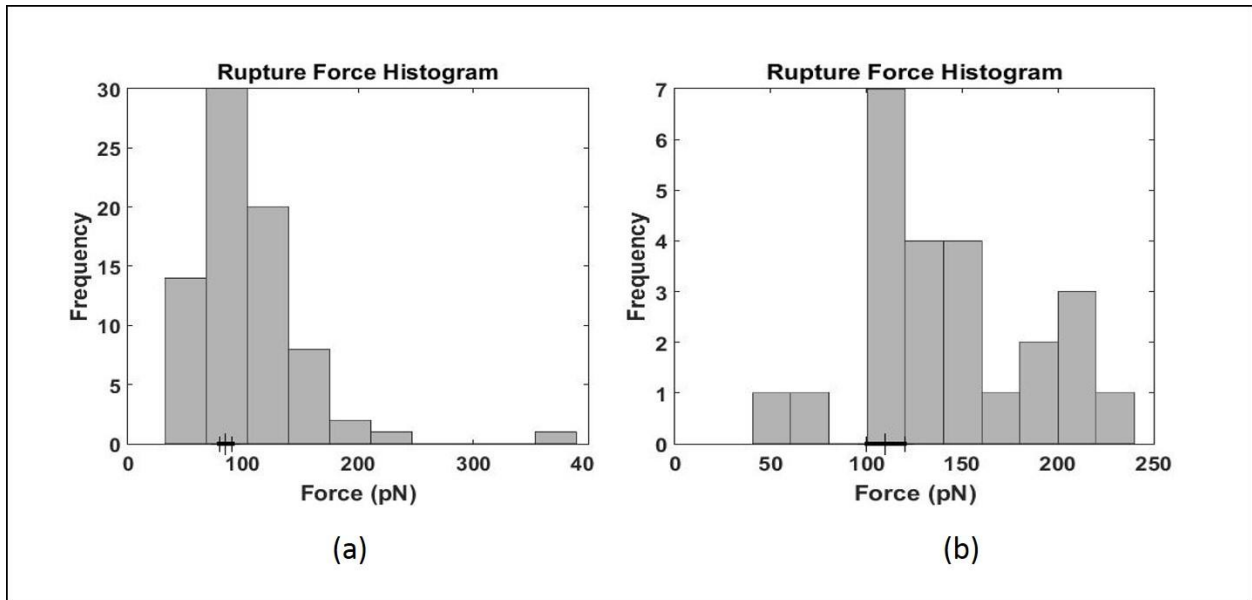 Rupture Force Histogram
30
25
20
15
10
5
0
Frequency
0 100 200 300 40
Force (pN)
(a)
Rupture Force Histogram
7
6
5
4
3
2
1
0
Frequency
0 50 100 150 200 250
Force (pN)
(b)